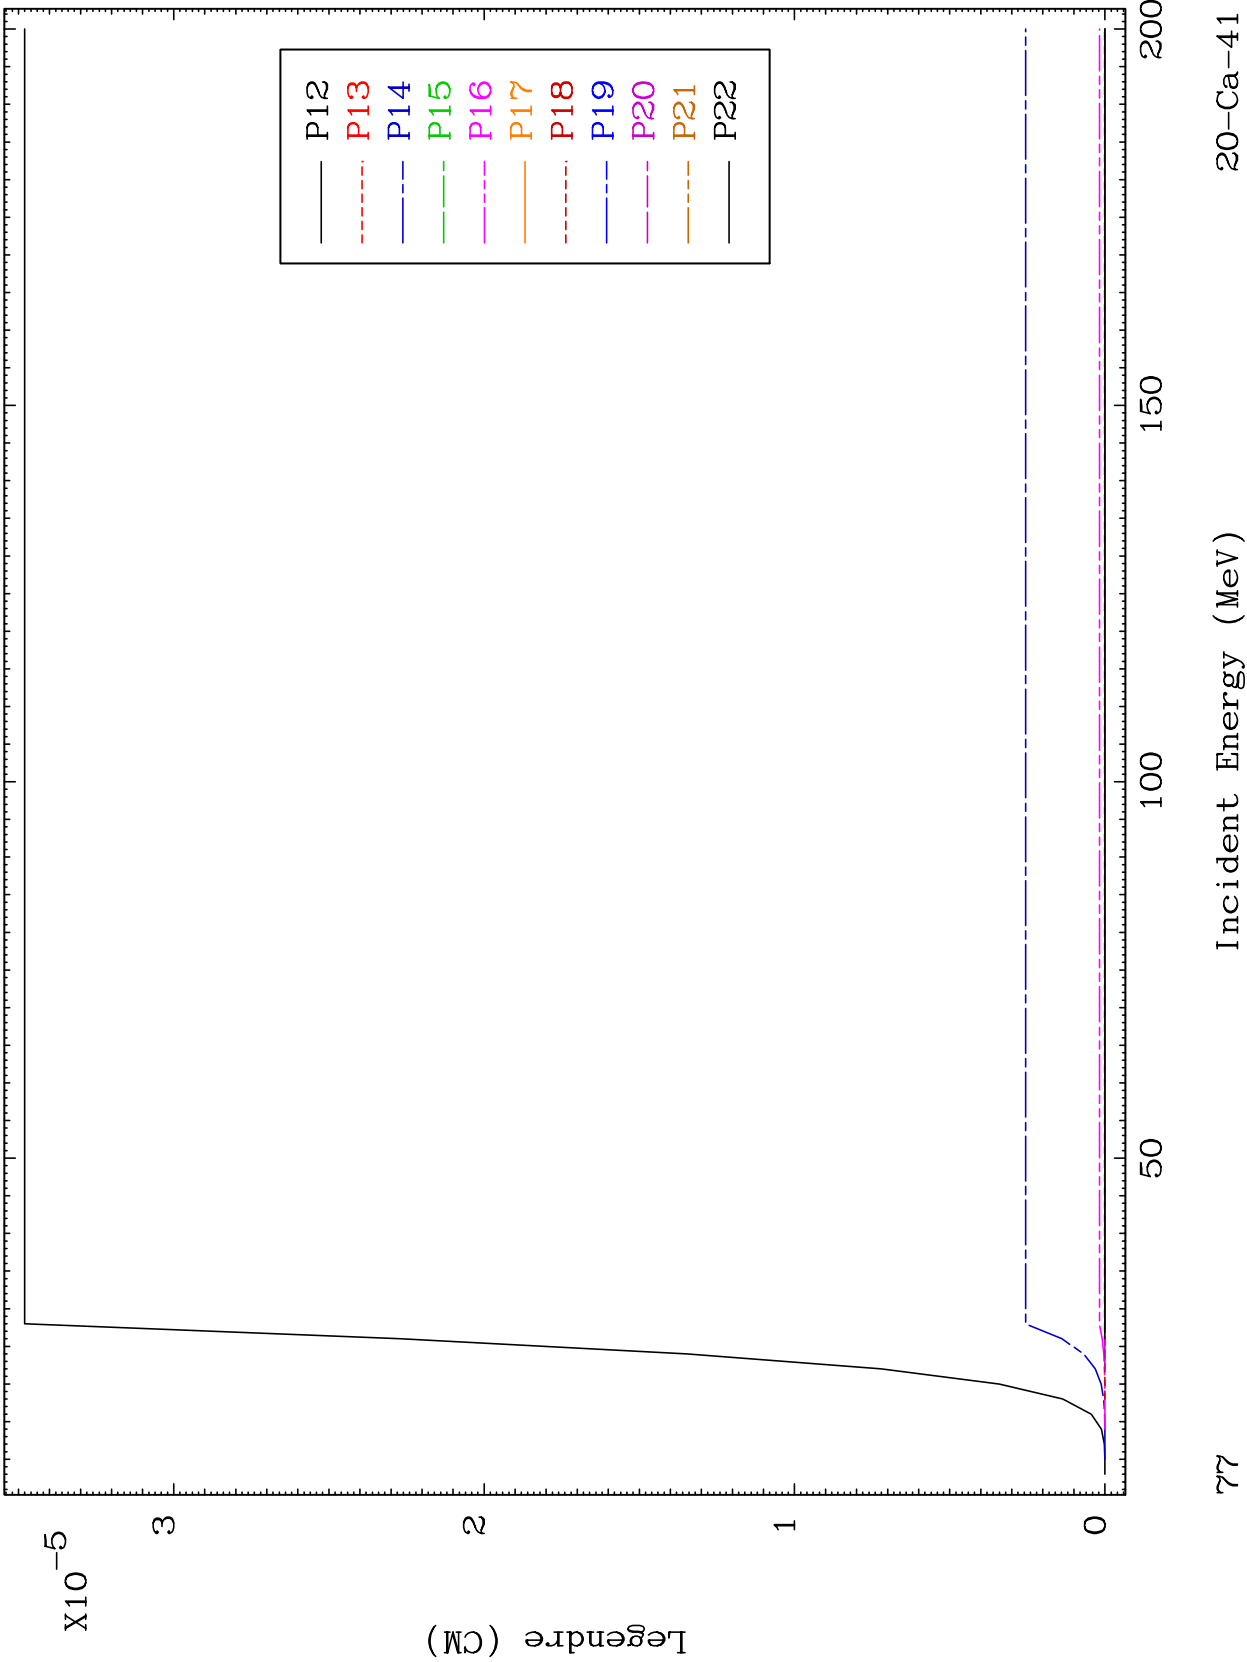 X10-5
Legendre (CM)
3
2
1
0
50
100
150
200
Incident Energy (MeV)
P12
P13
P14
P15
P16
P17
P18
P19
P20
P21
P22
77
20-Ca-41